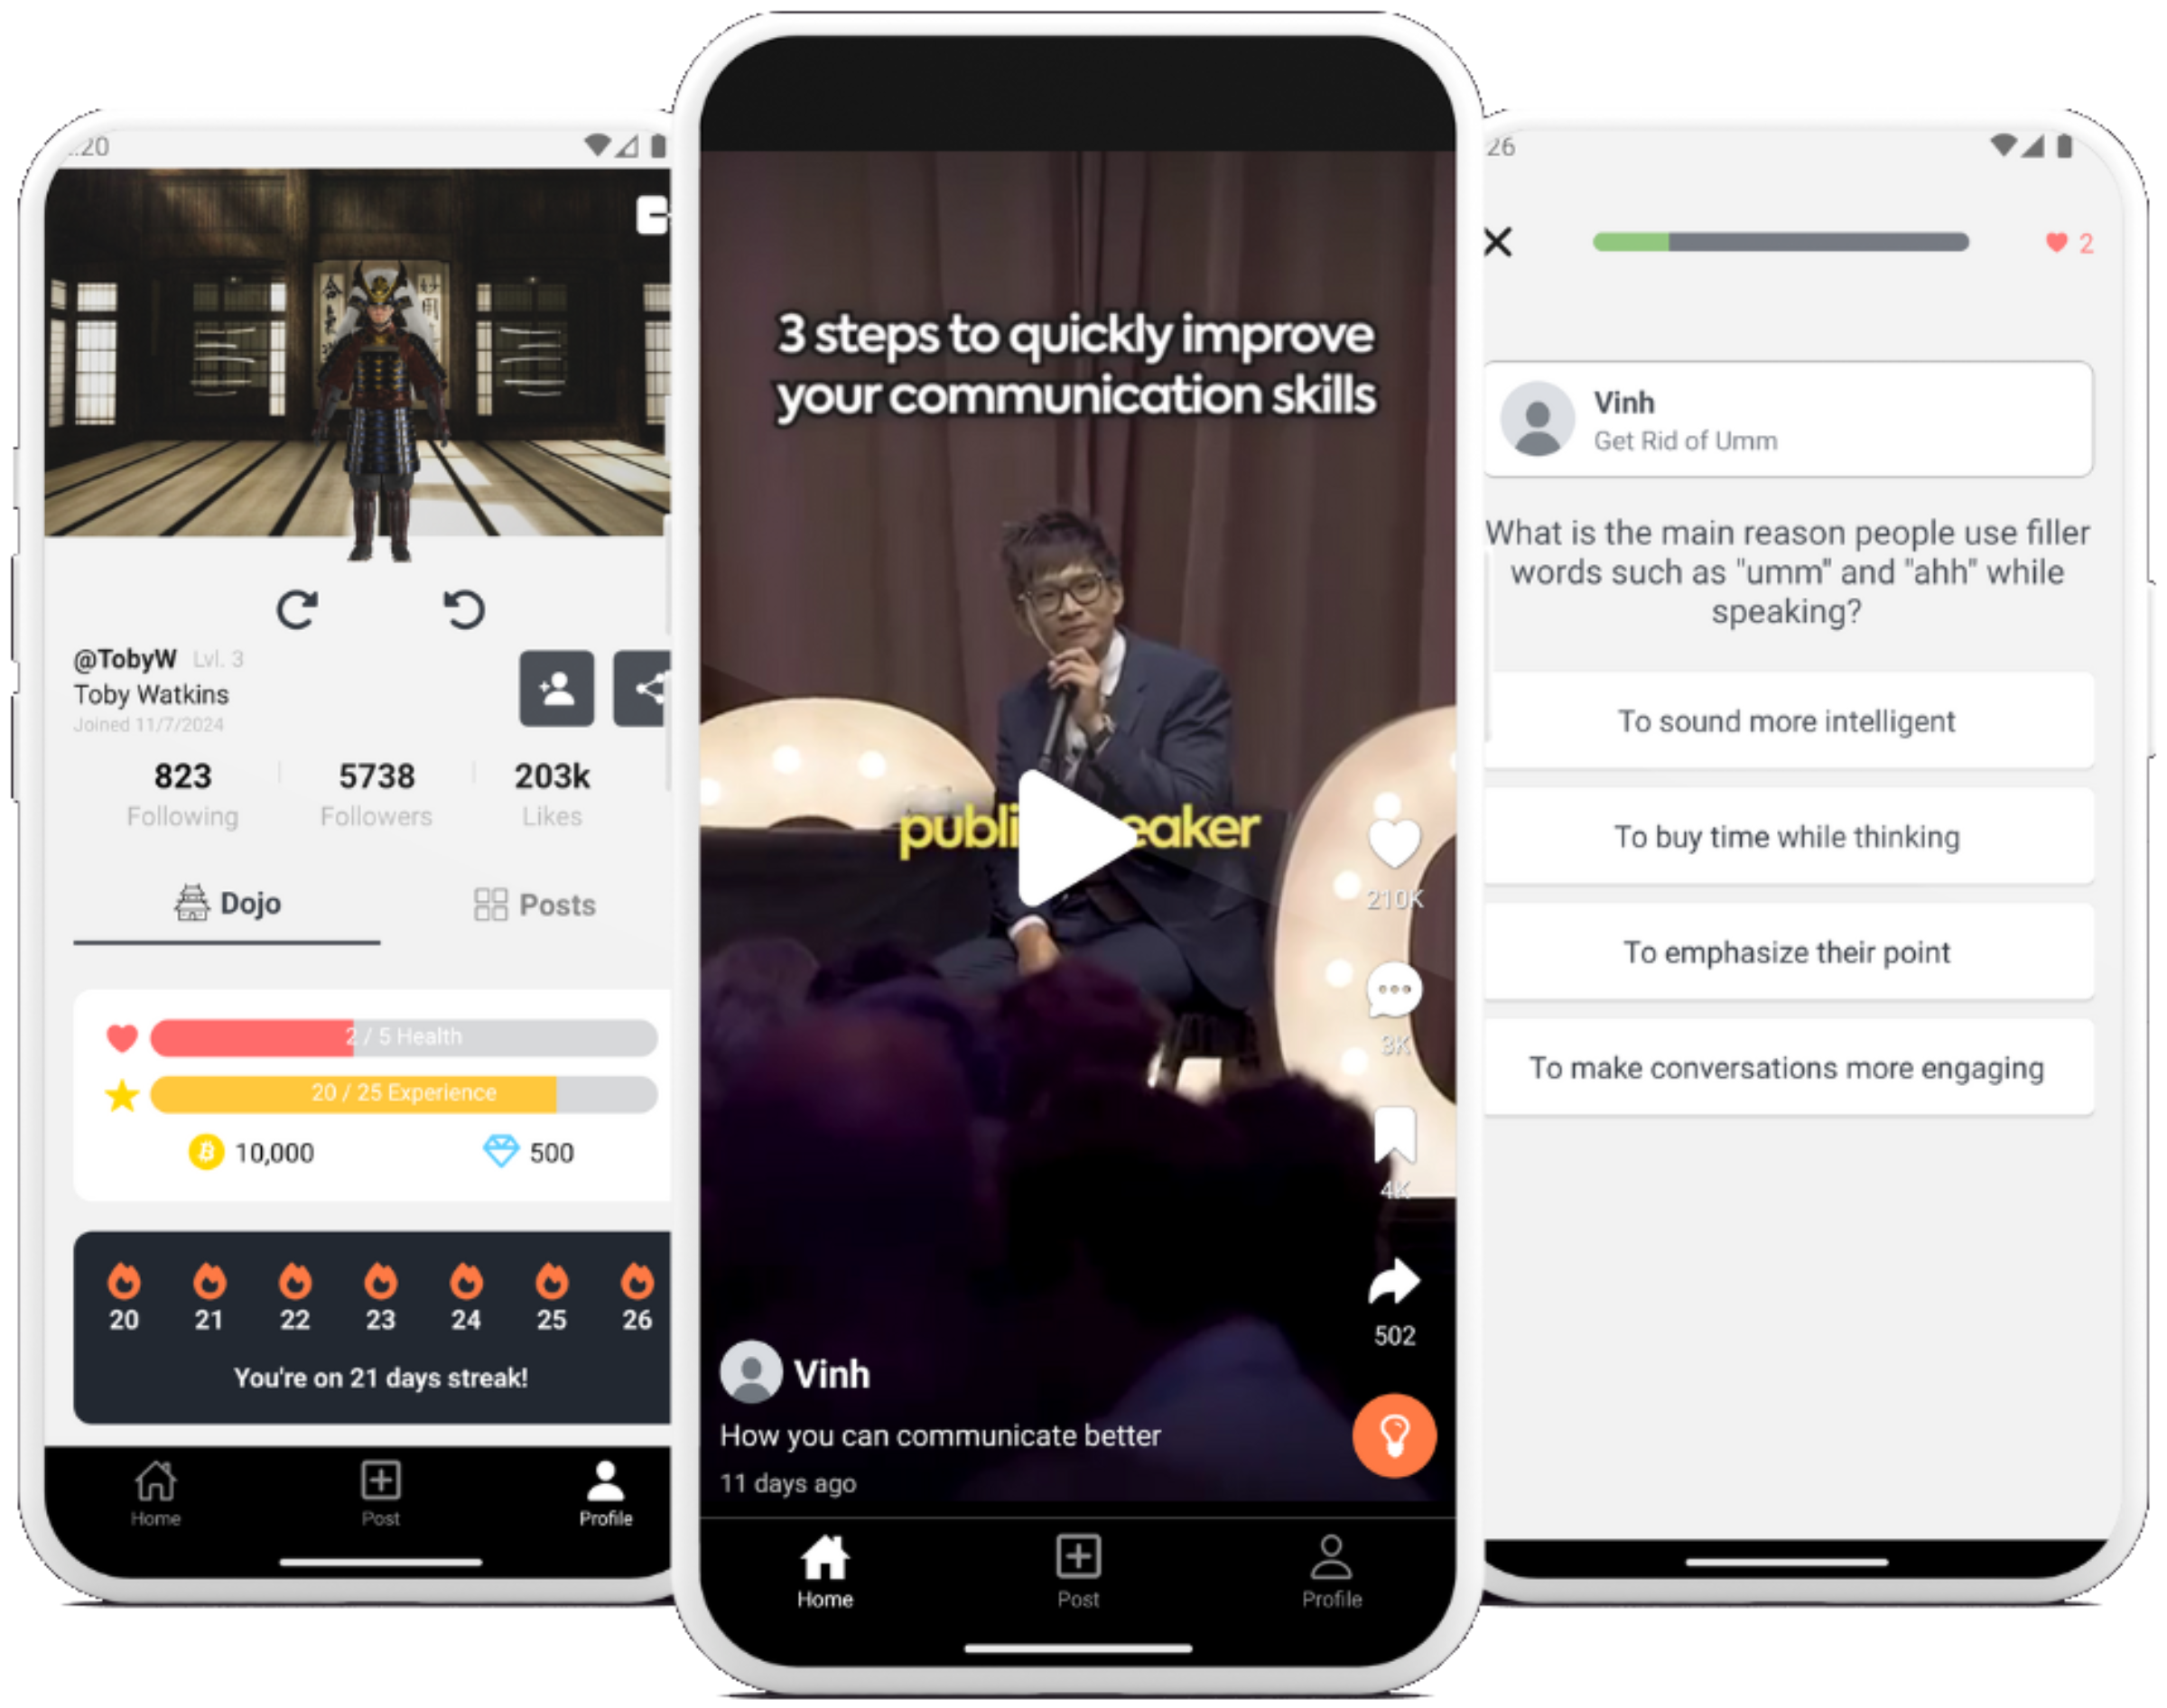 20
@TobyW Lvl. 3
Toby Watkins
Joined 11/7/2024
823 5738 203k
Following Followers Likes
Dojo Posts
2 / 5 Health
20 / 25 Experience
10,000 500
20 21 22 23 24 25 26
You're on 21 days streak!
Home Post Profile
3 steps to quickly improve
your communication skills
publi eaker
210K
3K
4K
502
Vinh
How you can communicate better
11 days ago
Home Post Profile
26
2
Vinh
Get Rid of Umm
What is the main reason people use filler
words such as "umm" and "ahh" while
speaking?
To sound more intelligent
To buy time while thinking
To emphasize their point
To make conversations more engaging